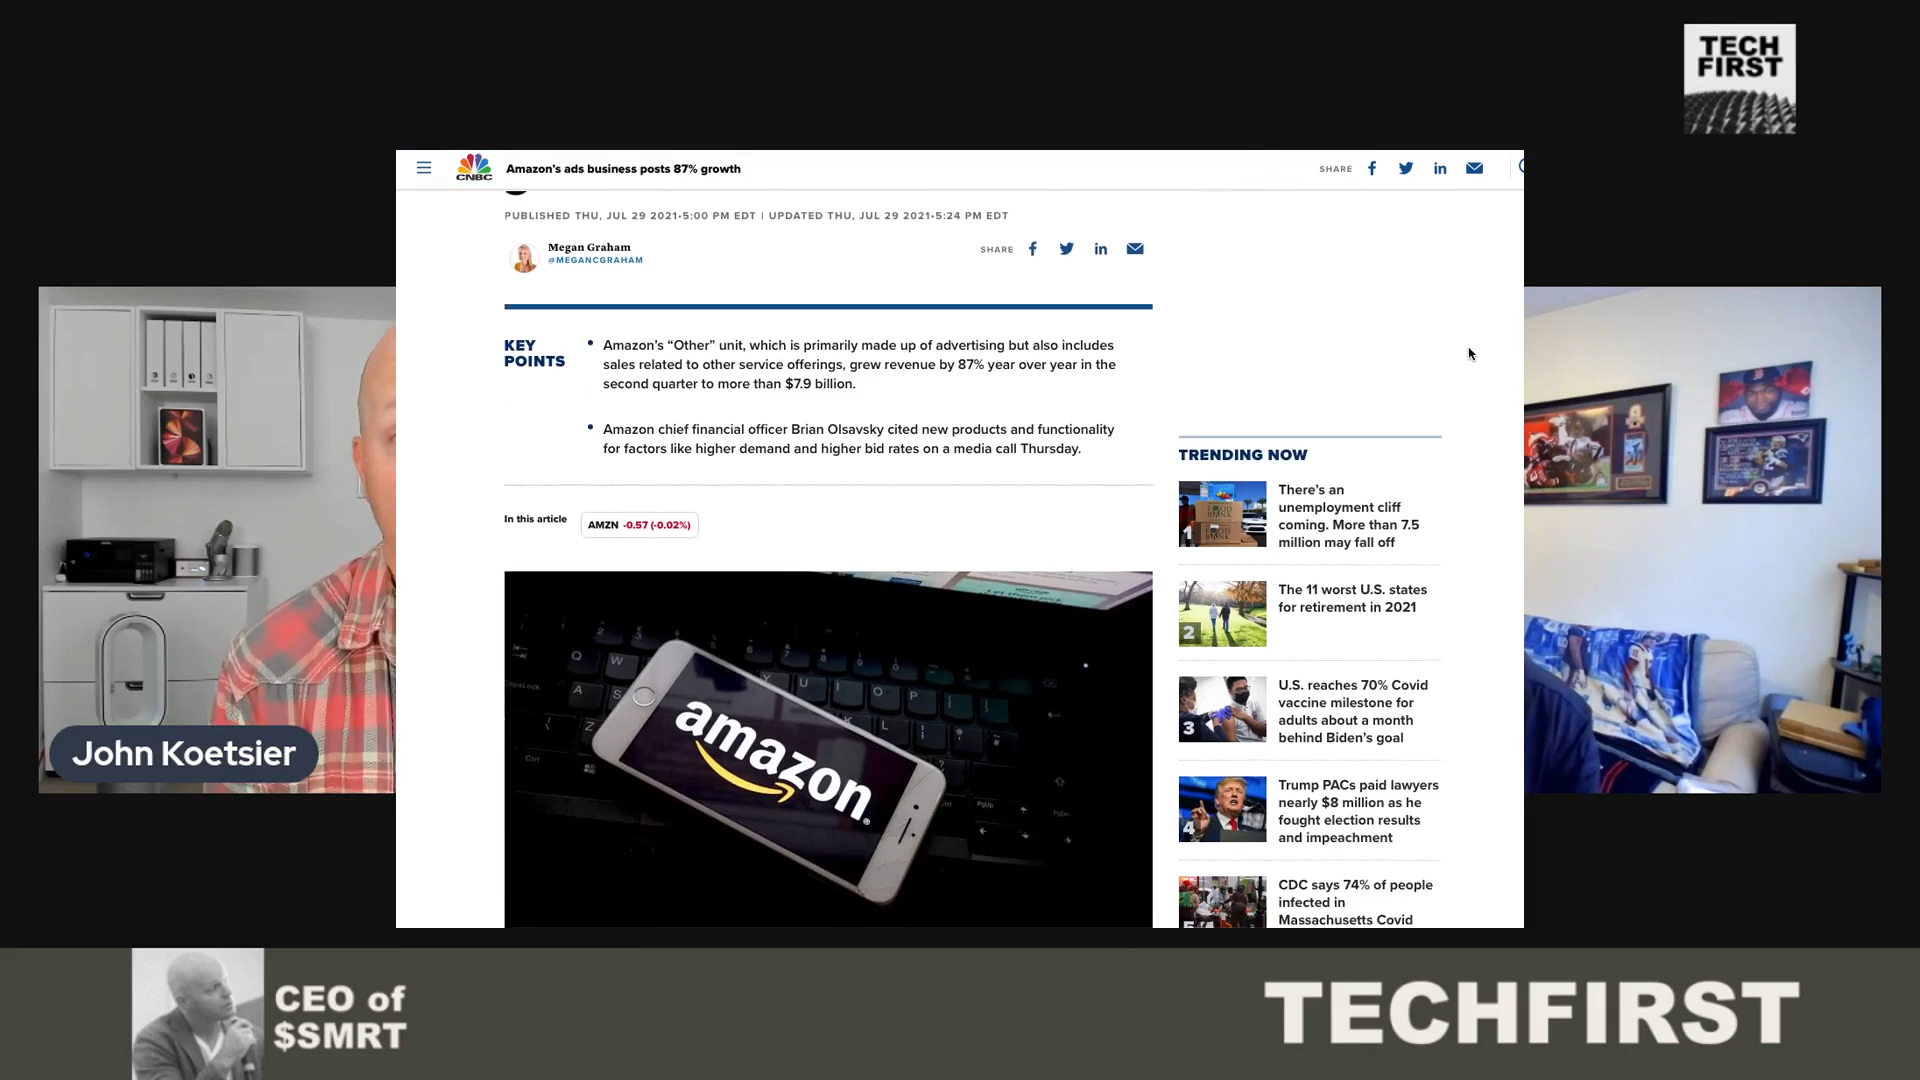 TECH
FIRST
CNBC
Amazon's ads business posts 87% growth
SHARE
PUBLISHED THU, JUL 29 2021•5:00 PM EDT | UPDATED THU, JUL 29 2021•5:24 PM EDT
Megan Graham
@MEGANCGRAHAM
SHARE
KEY
POINTS
• Amazon's “Other” unit, which is primarily made up of advertising but also includes
sales related to other service offerings, grew revenue by 87% year over year in the
second quarter to more than $7.9 billion.
• Amazon chief financial officer Brian Olsavsky cited new products and functionality
for factors like higher demand and higher bid rates on a media call Thursday.
In this article
AMZN -0.57 (-0.02%)
amazon
TRENDING NOW
1
There's an
unemployment cliff
coming. More than 7.5
million may fall off
2
The 11 worst U.S. states
for retirement in 2021
3
U.S. reaches 70% Covid
vaccine milestone for
adults about a month
behind Biden's goal
4
Trump PACs paid lawyers
nearly $8 million as he
fought election results
and impeachment
CDC says 74% of people
infected in
Massachusetts Covid
John Koetsier
CEO of
$SMRT
TECHFIRST